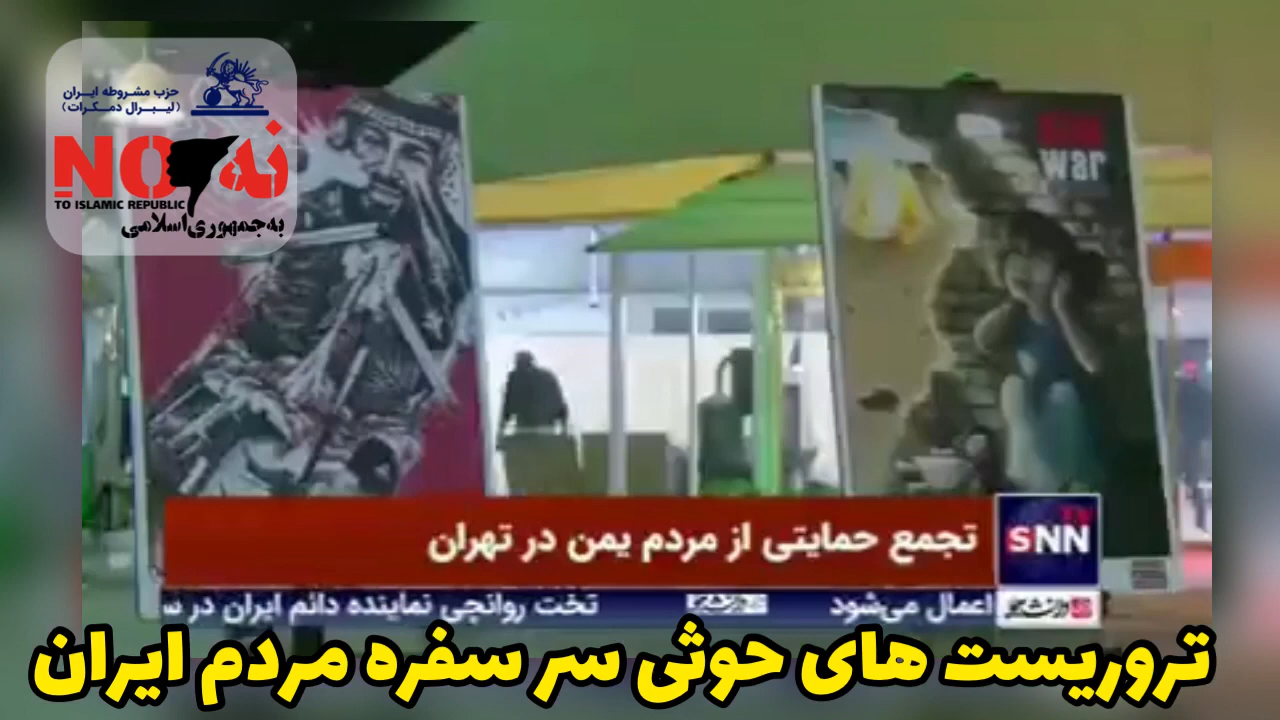 حزب مشروطه ایران
(لیبرال دمکرات)
NO نه
TO ISLAMIC REPUBLIC
به جمهوری اسلامی
war
تجمع حمایتی از مردم یمن در تهران
SNN TV
اعمال می‌شود
تخت روانچی نماینده دائم ایران در
تروریست های حوثی سر سفره مردم ایران